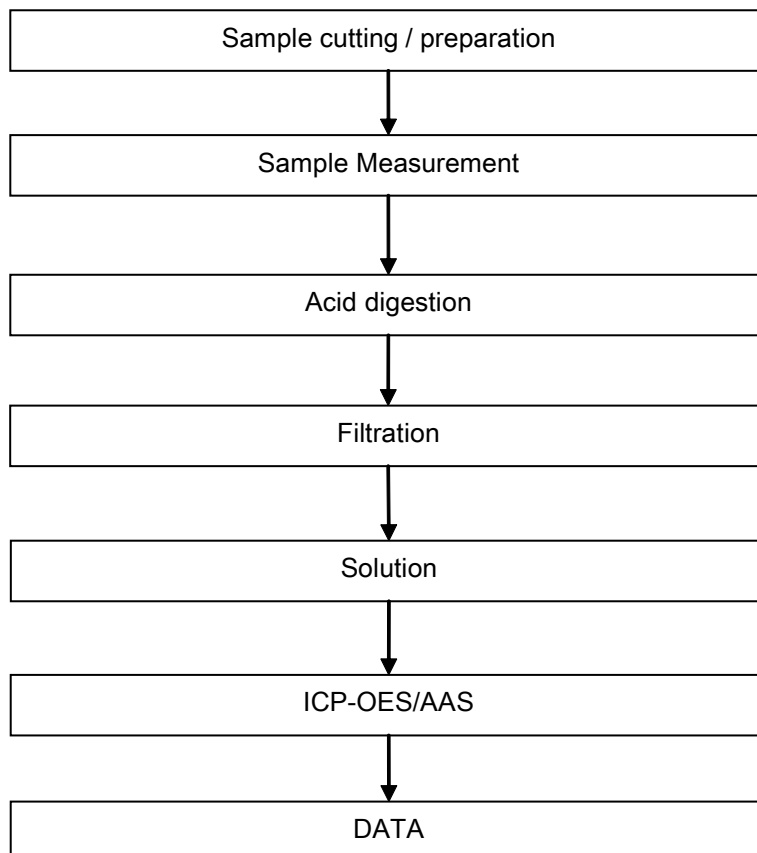 Sample cutting / preparation
Sample Measurement
Acid digestion
Filtration
Solution
ICP-OES/AAS
DATA